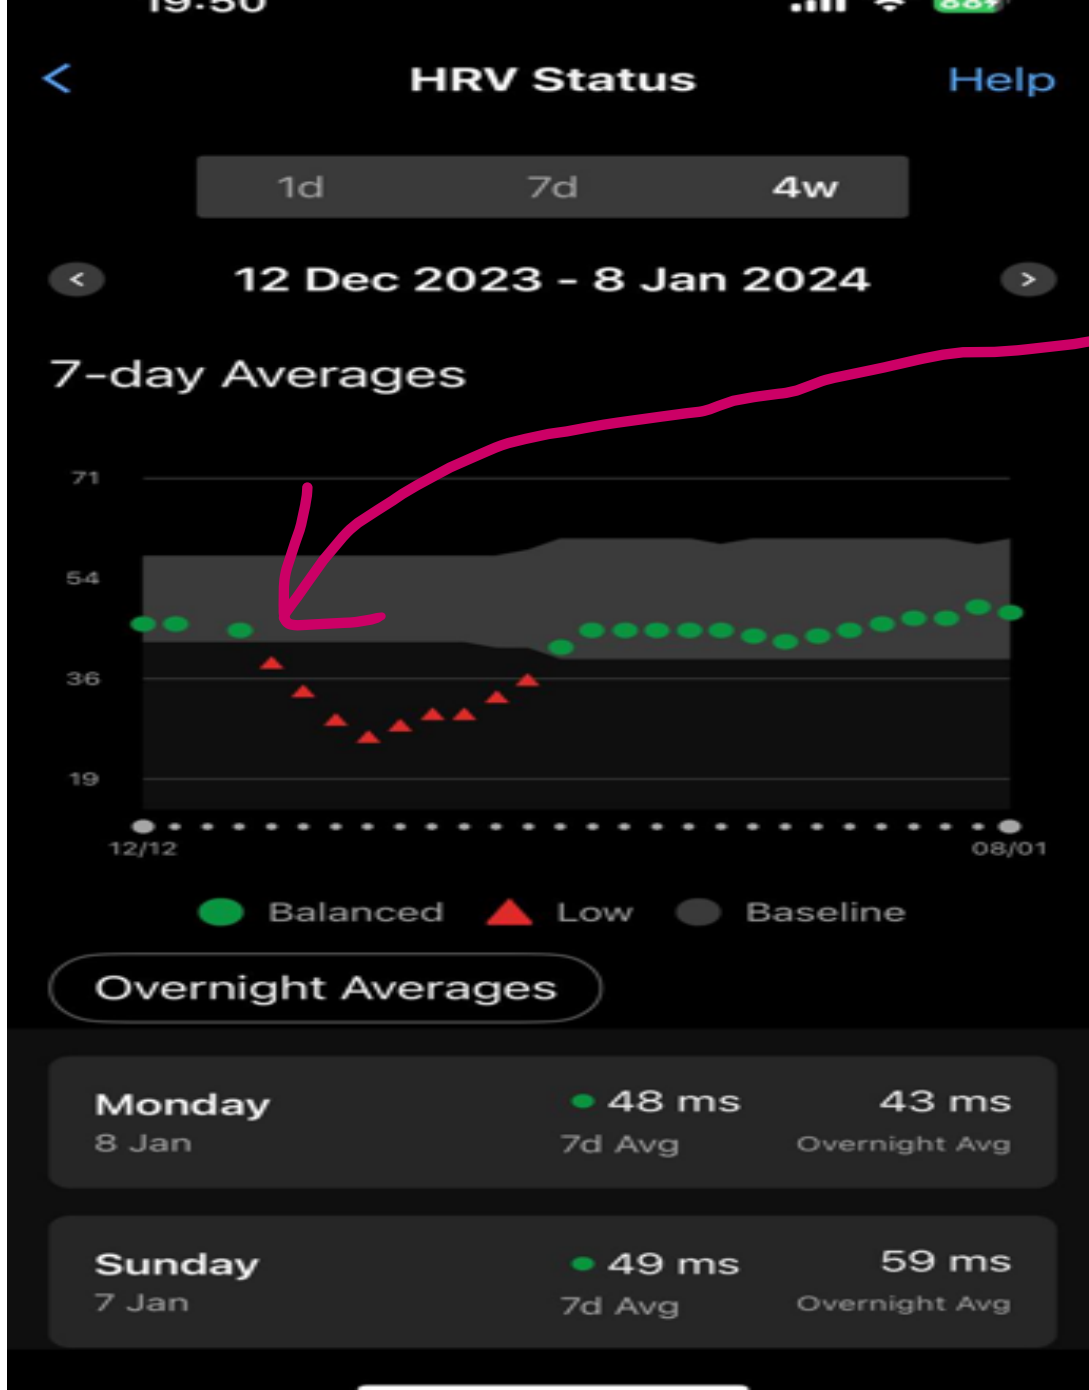 19:50
HRV Status
Help
1d 7d 4w
12 Dec 2023 - 8 Jan 2024
7-day Averages
71
54
36
19
12/12 08/01
Balanced Low Baseline
Overnight Averages
Monday 48 ms 43 ms
8 Jan 7d Avg Overnight Avg
Sunday 49 ms 59 ms
7 Jan 7d Avg Overnight Avg